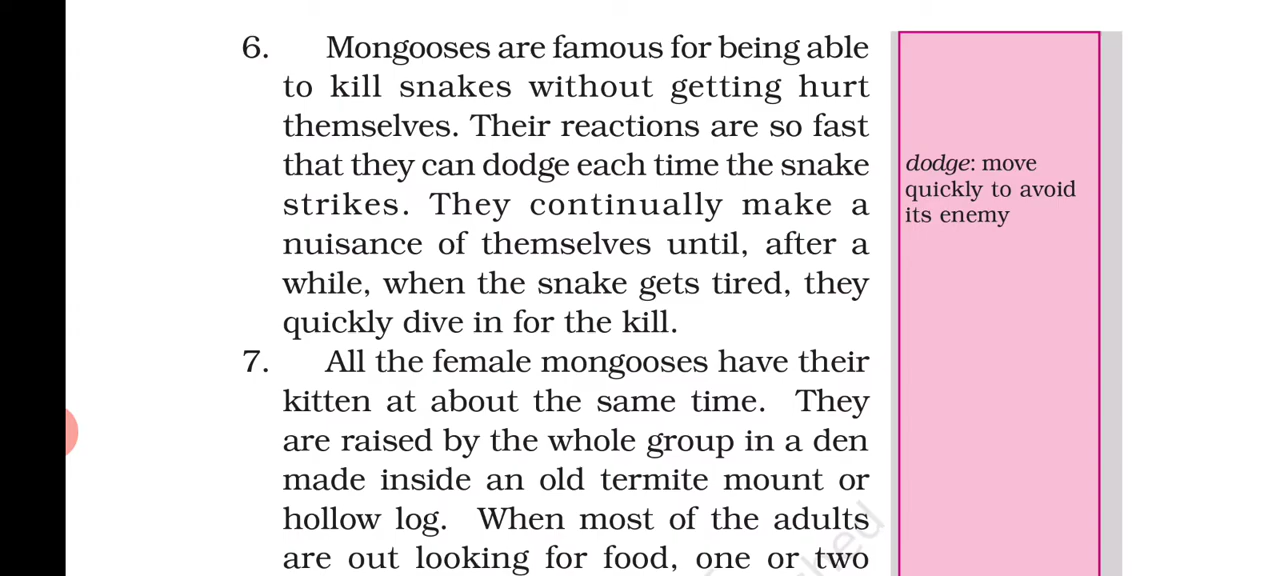 6. Mongooses are famous for being able
to kill snakes without getting hurt
themselves. Their reactions are so fast
that they can dodge each time the snake
strikes. They continually make a
nuisance of themselves until, after a
while, when the snake gets tired, they
quickly dive in for the kill.
7. All the female mongooses have their
kitten at about the same time. They
are raised by the whole group in a den
made inside an old termite mount or
hollow log. When most of the adults
are out looking for food, one or two
dodge: move
quickly to avoid
its enemy